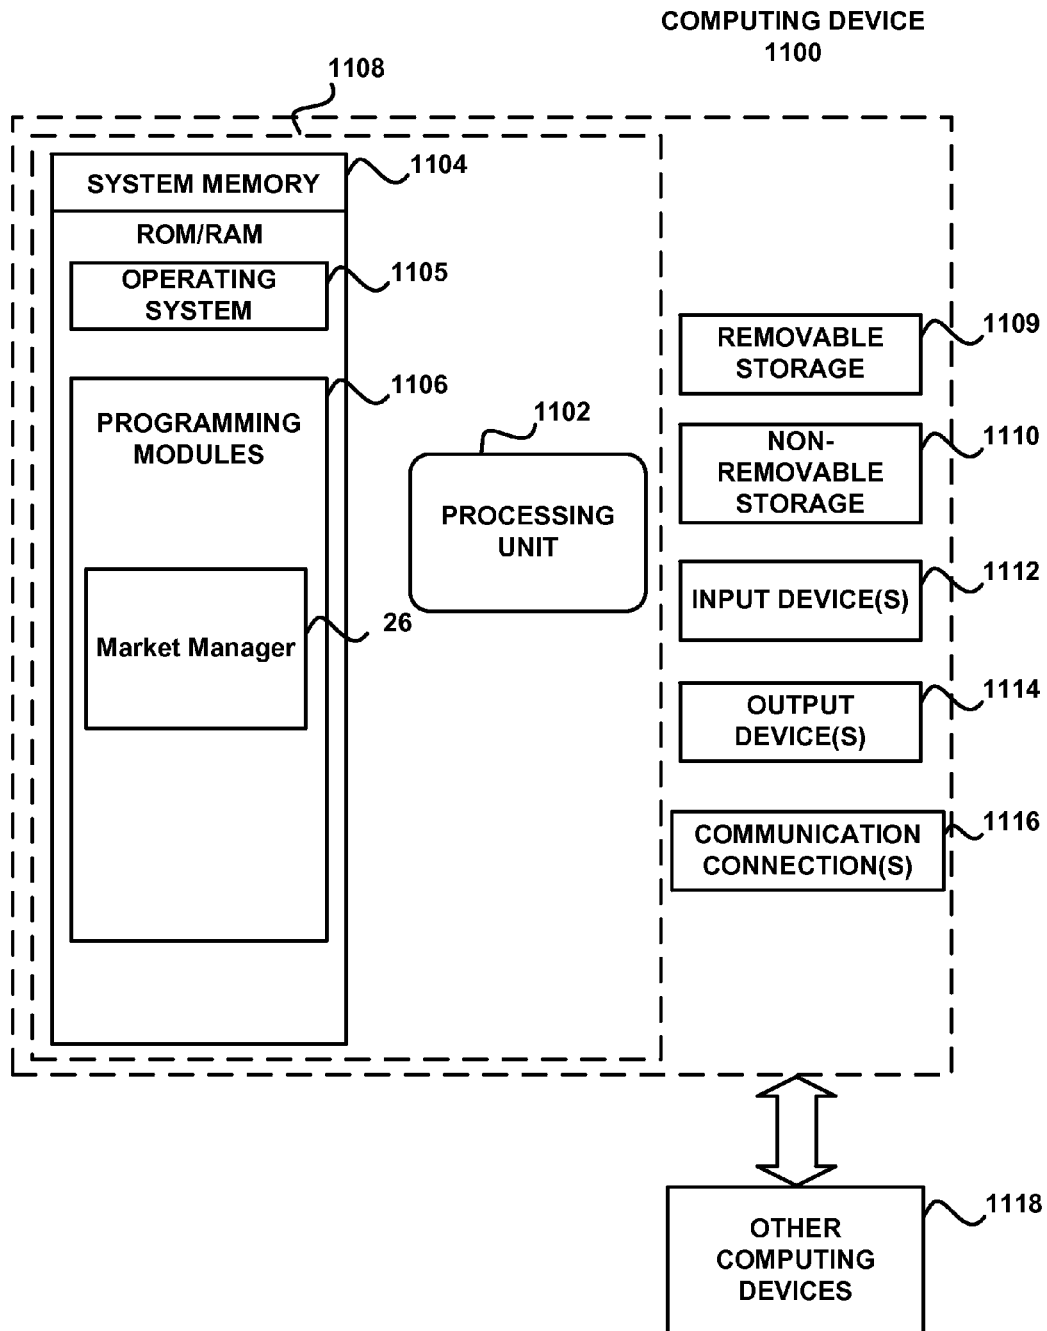 COMPUTING DEVICE
1100
1108
1104
SYSTEM MEMORY
ROM/RAM
1105
OPERATING
SYSTEM
1106
PROGRAMMING
MODULES
Market Manager
26
1102
PROCESSING
UNIT
1109
REMOVABLE
STORAGE
1110
NON-
REMOVABLE
STORAGE
1112
INPUT DEVICE(S)
1114
OUTPUT
DEVICE(S)
1116
COMMUNICATION
CONNECTION(S)
1118
OTHER
COMPUTING
DEVICES